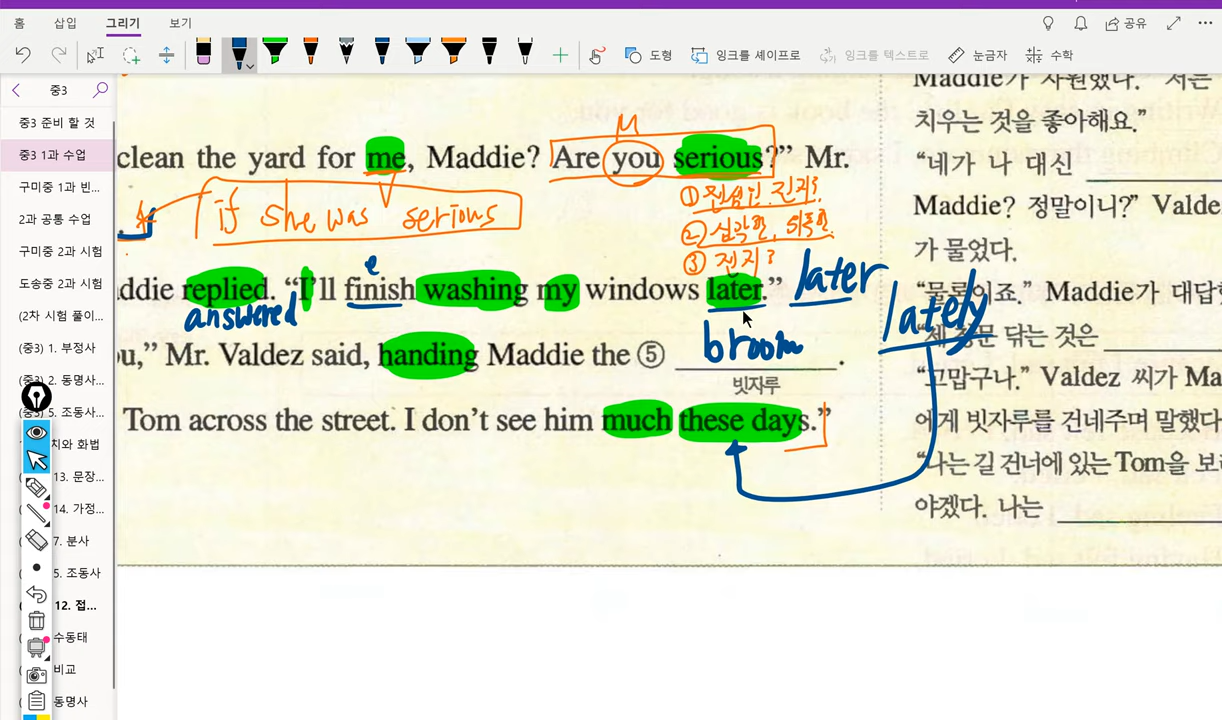 홈 삽입 그리기 보기
공유
도형 잉크를 셰이프로 잉크를 텍스트로 눈금자 수학
중3
중3 준비 할 것
중3 1과 수업
구미중 1과 빈...
2과 공통 수업
구미중 2과 시험
도송중 2과 시험
(2차 시험 풀이...
(중3) 1. 부정사
(중3) 2. 동명사...
5. 조동사...
치와 화법
13. 문장...
14. 가정...
7. 분사
5. 조동사
12. 접...
수동태
비교
동명사
clean the yard for me, Maddie? Are you serious?” Mr.
M
if she was serious
①
② 심각한,
③ 진지?
ddie replied. “I’ll finish washing my windows later.” later
e
answered
lately
ou,” Mr. Valdez said, handing Maddie the ⑤ broom .
빗자루
Tom across the street. I don’t see him much these days.”
Maddie가 자원했다. “저는
치우는 것을 좋아해요.”
“네가 나 대신
Maddie? 정말이니?” Valde
가 물었다.
“물론이죠.” Maddie가 대답했
“제 창문 닦는 것은
“고맙구나.” Valdez 씨가 Ma
에게 빗자루를 건네주며 말했다
“나는 길 건너에 있는 Tom을 보러
야겠다. 나는